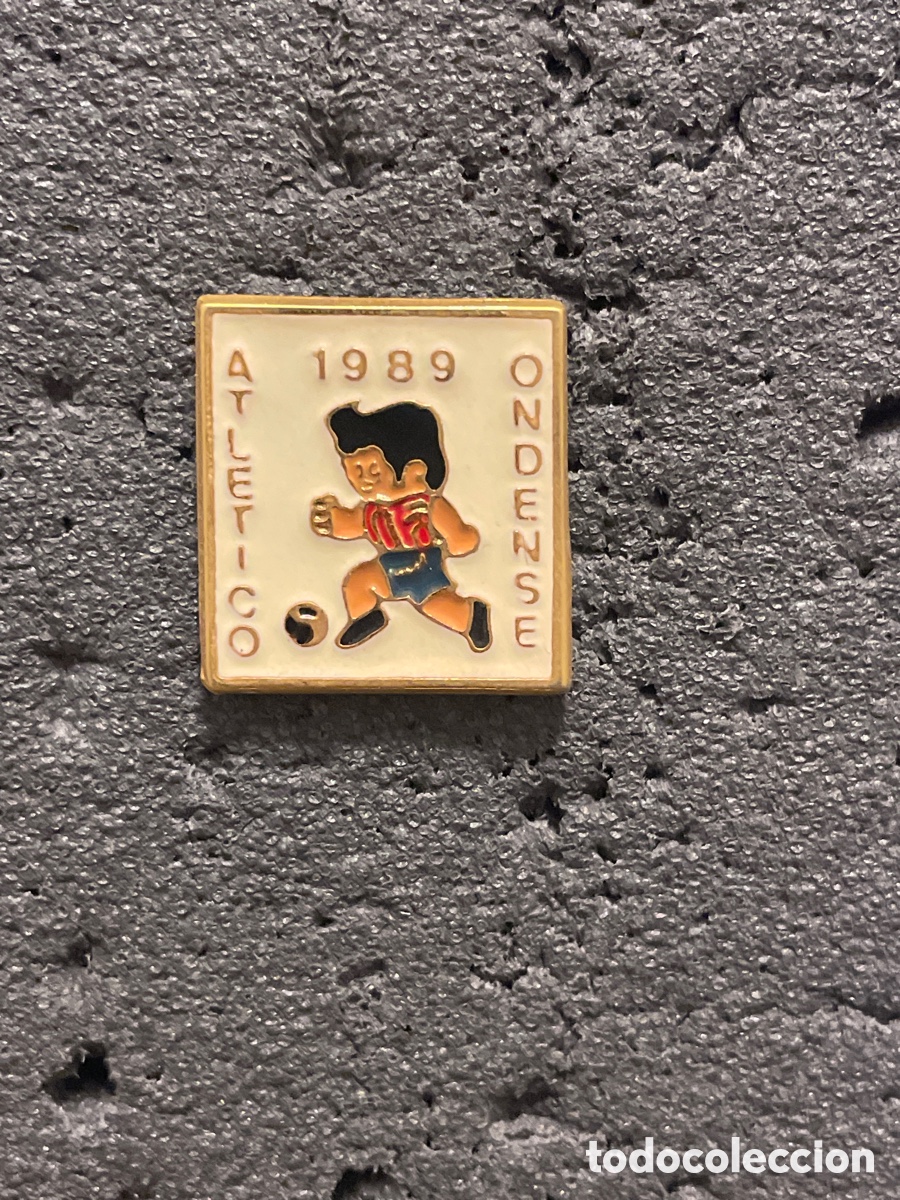 ATLETICO
1989
ONDENSE
todocoleccion